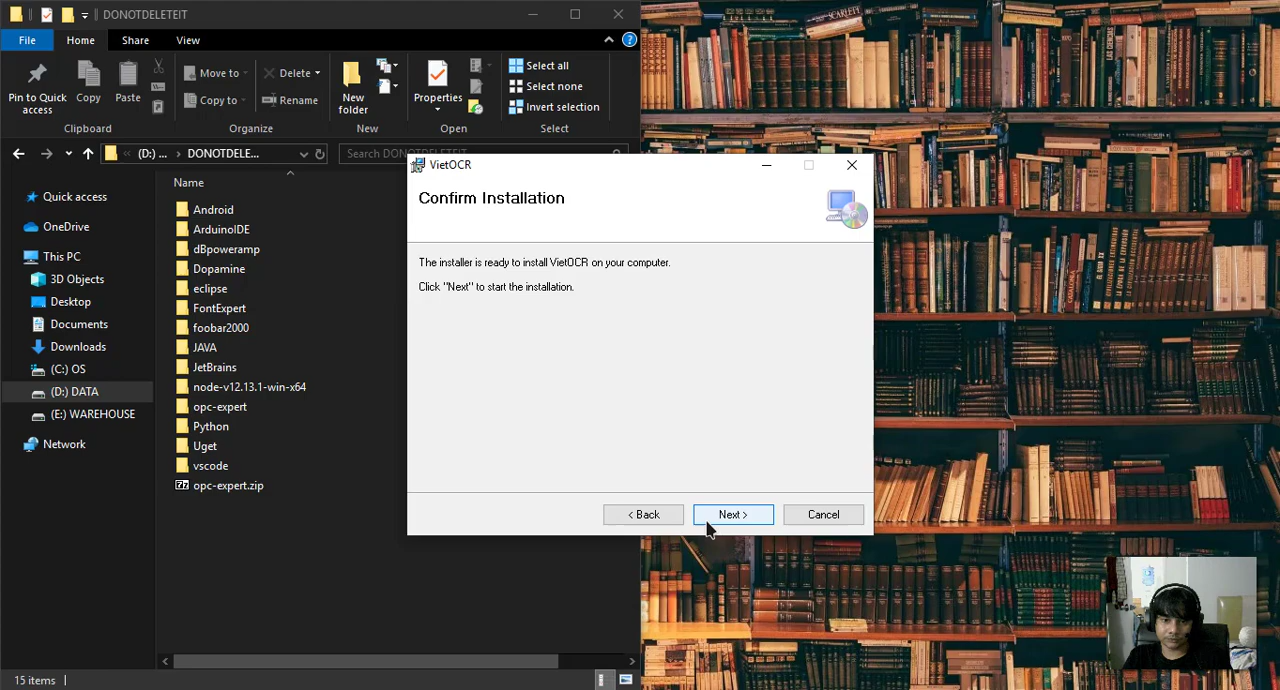 DONOTDELETEIT
File
Home
Share
View
Pin to Quick access
Copy
Paste
Move to
Copy to
Delete
Rename
New folder
Properties
Select all
Select none
Invert selection
Clipboard
Organize
New
Open
Select
(D:) ...
DONOTDELE...
Search DONOTDELETEIT
Quick access
OneDrive
This PC
3D Objects
Desktop
Documents
Downloads
(C:) OS
(D:) DATA
(E:) WAREHOUSE
Network
Name
Android
ArduinoIDE
dBpoweramp
Dopamine
eclipse
FontExpert
foobar2000
JAVA
JetBrains
node-v12.13.1-win-x64
opc-expert
Python
Uget
vscode
opc-expert.zip
15 items
VietOCR
Confirm Installation
The installer is ready to install VietOCR on your computer.
Click "Next" to start the installation.
< Back
Next >
Cancel
SCARLETT